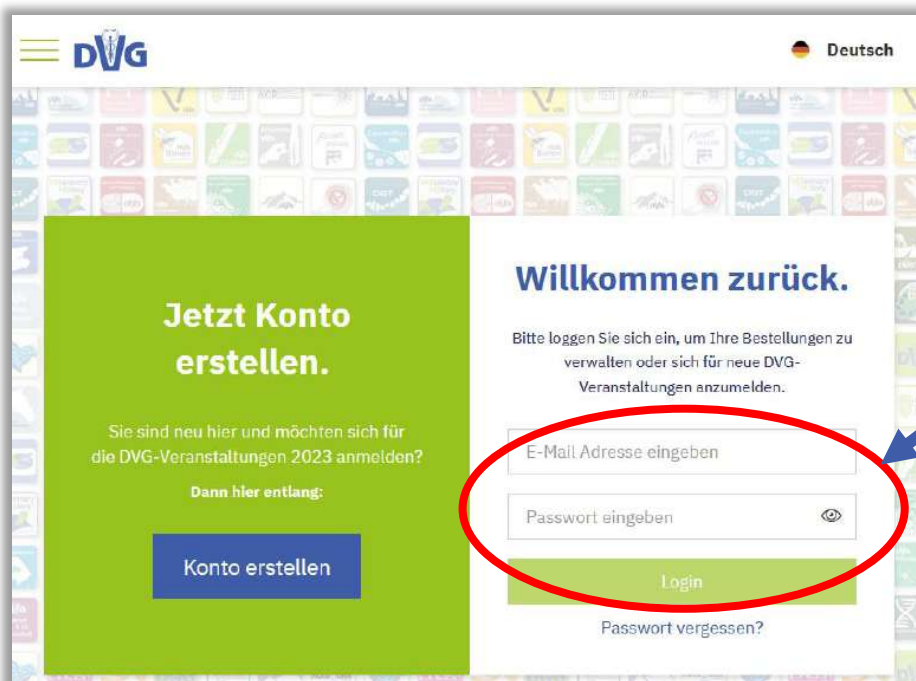 DVG
Deutsch
Jetzt Konto
erstellen.
Sie sind neu hier und möchten sich für
die DVG-Veranstaltungen 2023 anmelden?
Dann hier entlang:
Konto erstellen
Willkommen zurück.
Bitte loggen Sie sich ein, um Ihre Bestellungen zu
verwalten oder sich für neue DVG-
Veranstaltungen anzumelden.
E-Mail Adresse eingeben
Passwort eingeben
Login
Passwort vergessen?